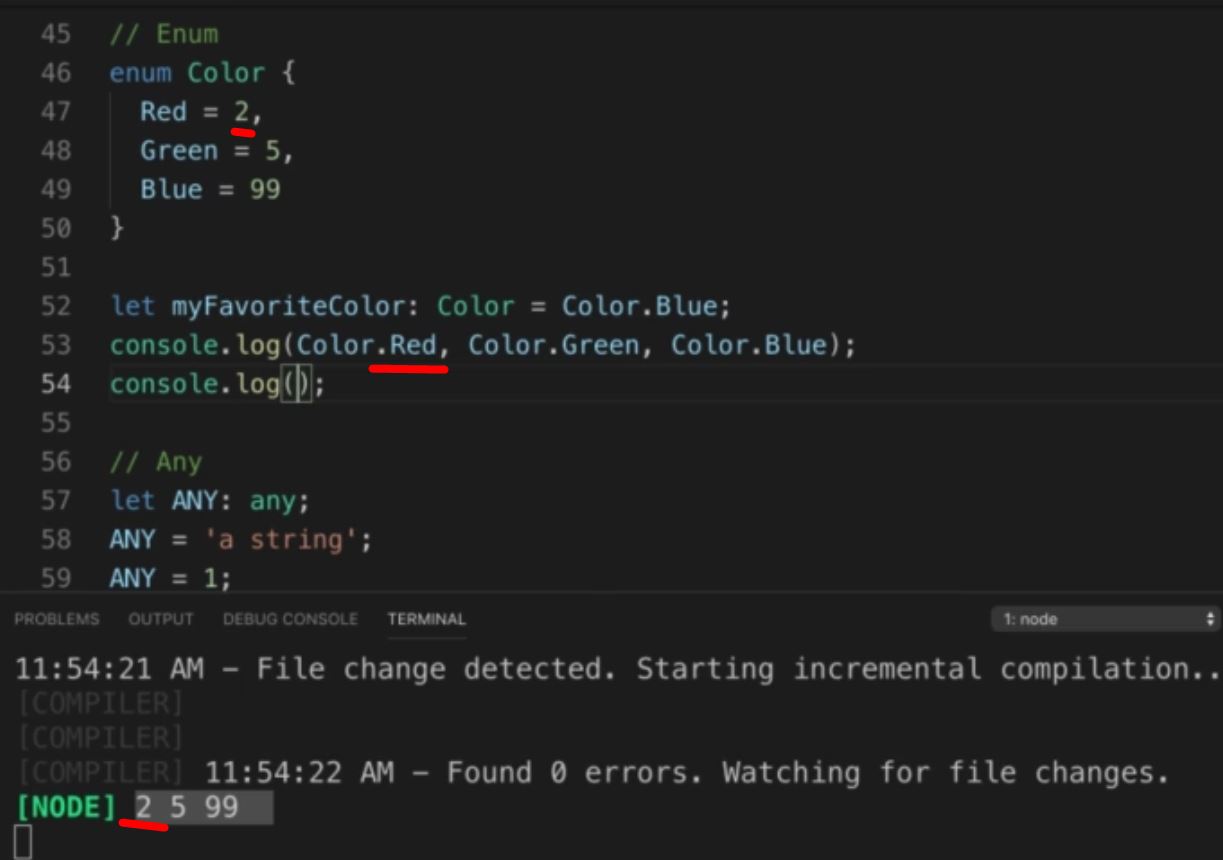 45 // Enum
46 enum Color {
47 Red = 2,
48 Green = 5,
49 Blue = 99
50 }
51
52 let myFavoriteColor: Color = Color.Blue;
53 console.log(Color.Red, Color.Green, Color.Blue);
54 console.log();
55
56 // Any
57 let ANY: any;
58 ANY = 'a string';
59 ANY = 1;
PROBLEMS OUTPUT DEBUG CONSOLE TERMINAL 1: node
11:54:21 AM – File change detected. Starting incremental compilation..
[COMPILER]
[COMPILER]
[COMPILER] 11:54:22 AM – Found 0 errors. Watching for file changes.
[NODE] 2 5 99